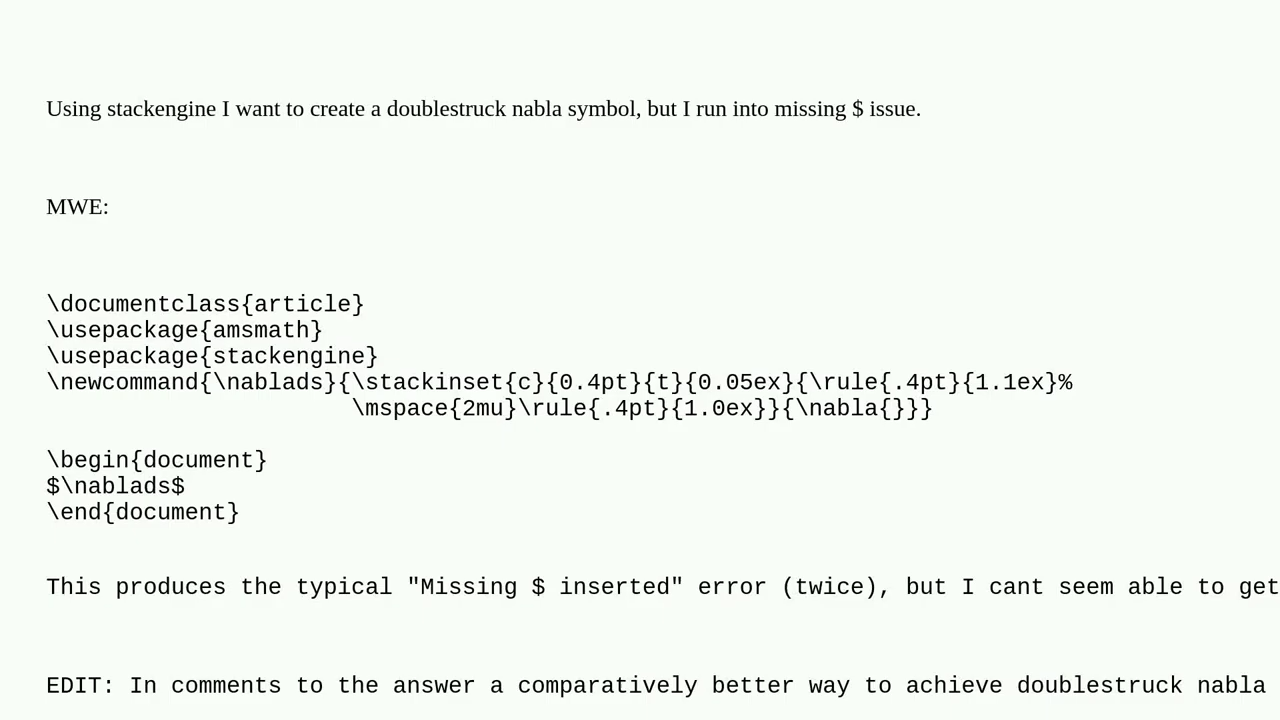 Using stackengine I want to create a doublestruck nabla symbol, but I run into missing $ issue.
MWE:
\documentclass{article}
\usepackage{amsmath}
\usepackage{stackengine}
\newcommand{\nablads}{\stackinset{c}{0.4pt}{t}{0.05ex}{\rule{.4pt}{1.1ex}%
\mspace{2mu}\rule{.4pt}{1.0ex}}{\nabla{}}}
\begin{document}
$\nablads$
\end{document}
This produces the typical "Missing $ inserted" error (twice), but I cant seem able to get
EDIT: In comments to the answer a comparatively better way to achieve doublestruck nabla